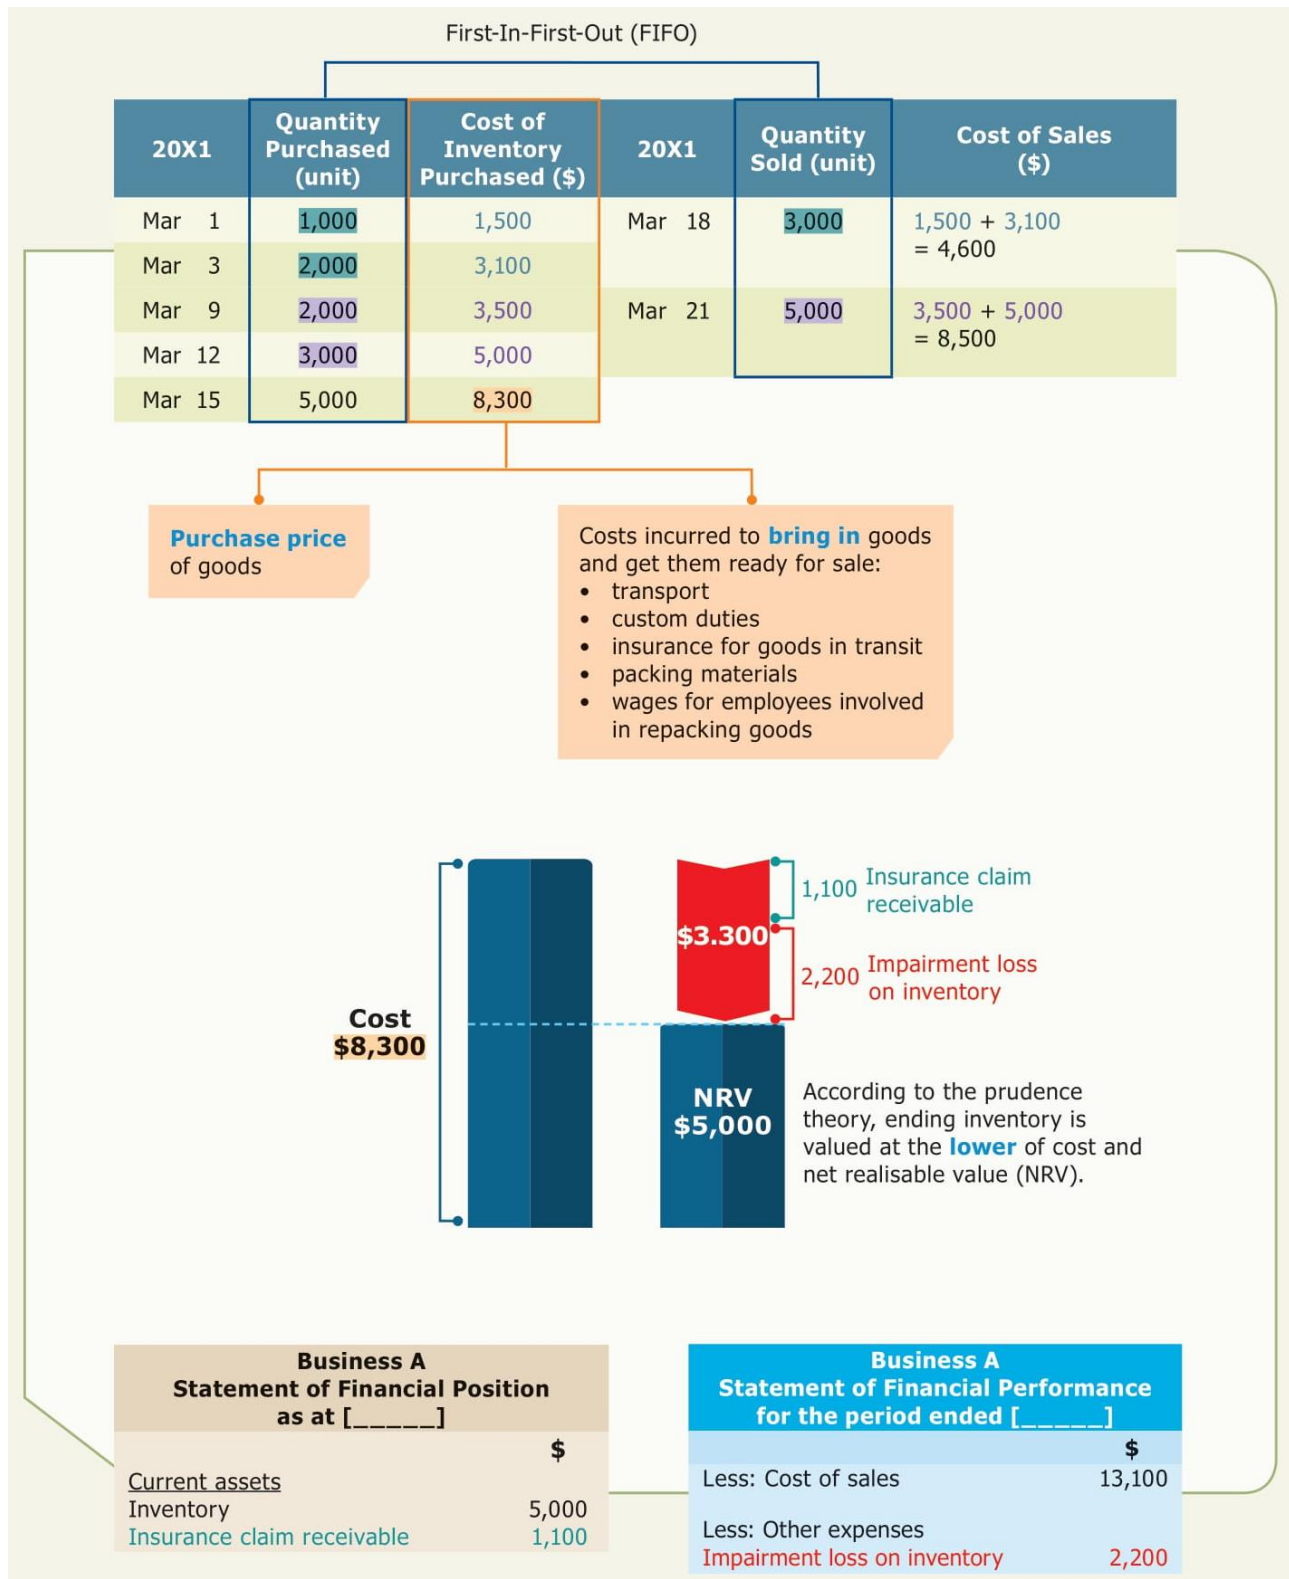 First-In-First-Out (FIFO)
20X1 Quantity Purchased (unit) Cost of Inventory Purchased ($) 20X1 Quantity Sold (unit) Cost of Sales ($)
Mar 1 1,000 1,500 Mar 18 3,000 1,500 + 3,100
= 4,600
Mar 3 2,000 3,100
Mar 9 2,000 3,500 Mar 21 5,000 3,500 + 5,000
= 8,500
Mar 12 3,000 5,000
Mar 15 5,000 8,300
Purchase price
of goods
Costs incurred to bring in goods
and get them ready for sale:
• transport
• custom duties
• insurance for goods in transit
• packing materials
• wages for employees involved
in repacking goods
Cost
$8,300
$3.300
1,100 Insurance claim
receivable
2,200 Impairment loss
on inventory
NRV
$5,000
According to the prudence
theory, ending inventory is
valued at the lower of cost and
net realisable value (NRV).
Business A
Statement of Financial Position
as at [_____]
$
Current assets
Inventory 5,000
Insurance claim receivable 1,100
Business A
Statement of Financial Performance
for the period ended [_____]
$
Less: Cost of sales 13,100
Less: Other expenses
Impairment loss on inventory 2,200